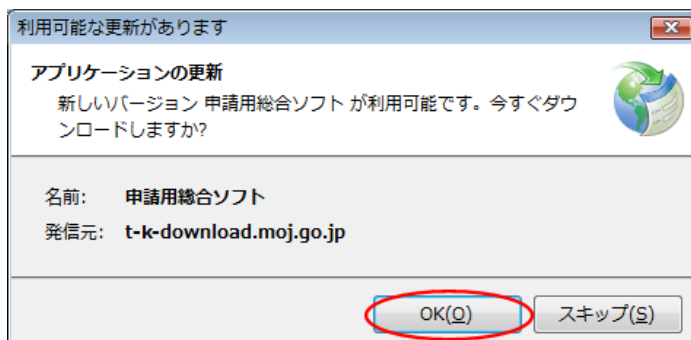 利用可能な更新があります
アプリケーションの更新
新しいバージョン 申請用総合ソフト が利用可能です。今すぐダウ
ンロードしますか?
名前: 申請用総合ソフト
発信元: t-k-download.moj.go.jp
OK(O) スキップ(S)